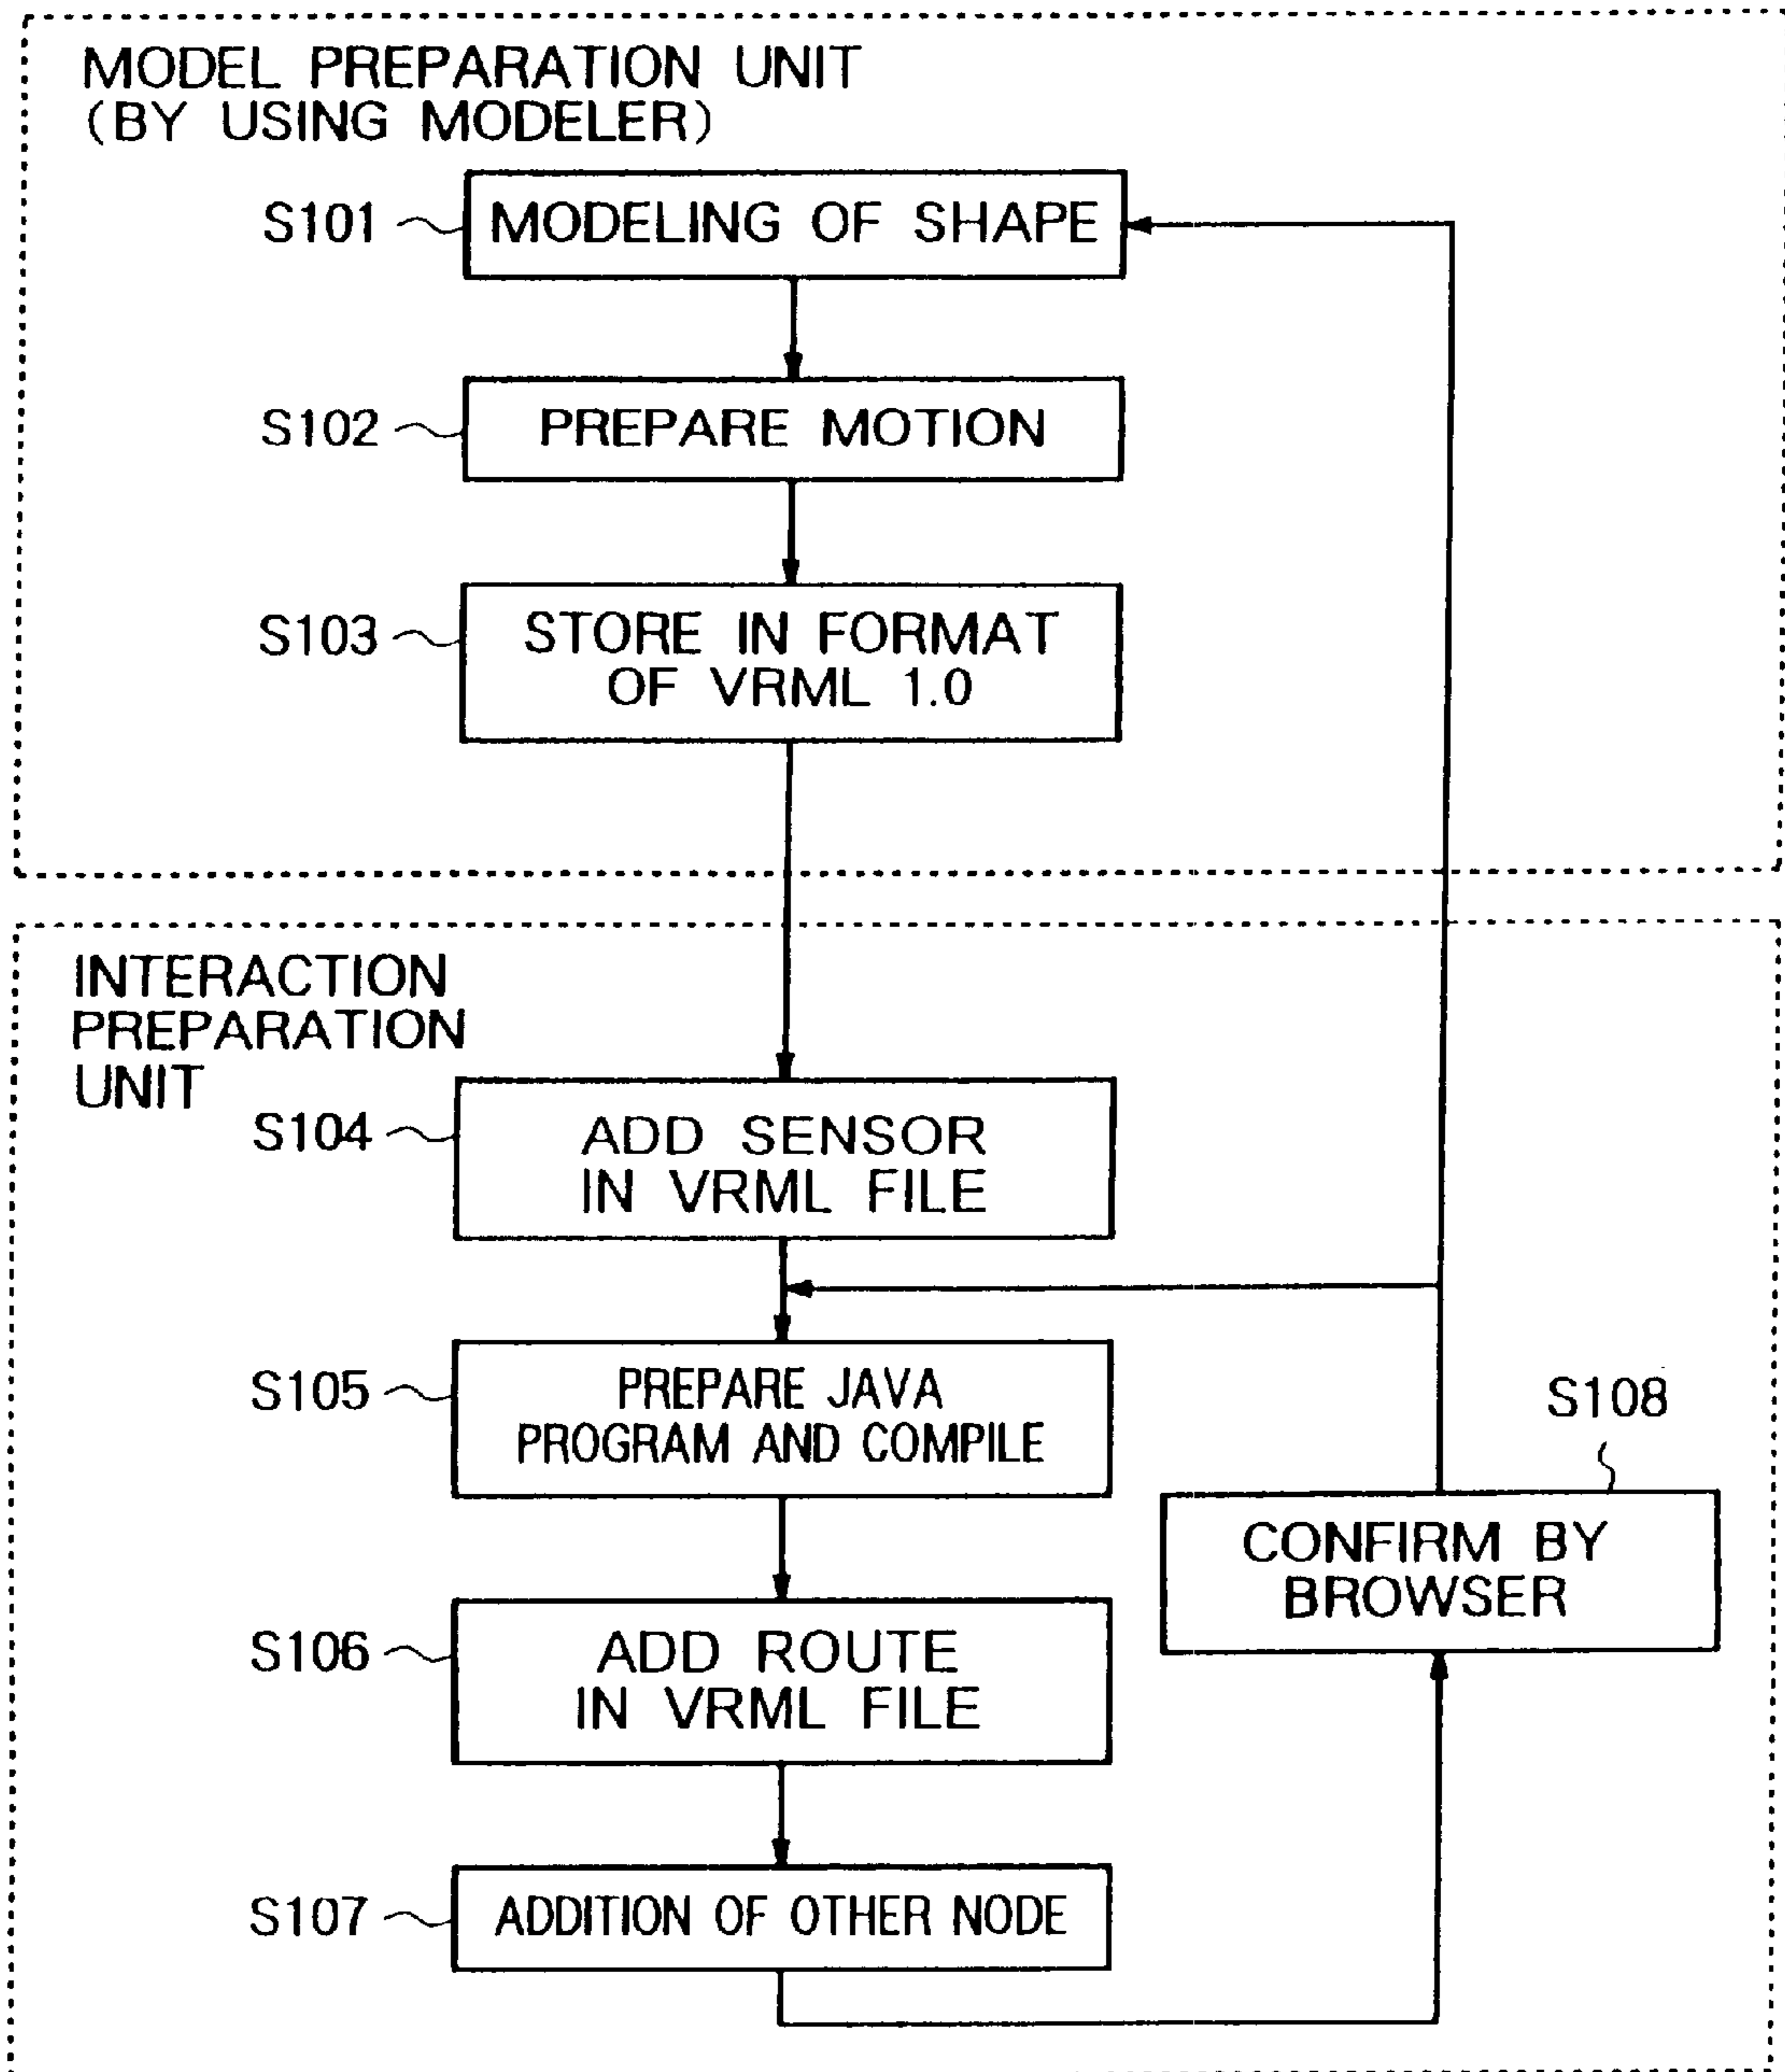 MODEL PREPARATION UNIT
(BY USING MODELER)
S101
MODELING OF SHAPE
S102
PREPARE MOTION
S103
STORE IN FORMAT
OF VRML 1.0
INTERACTION
PREPARATION
UNIT
S104
ADD SENSOR
IN VRML FILE
S105
PREPARE JAVA
PROGRAM AND COMPILE
S108
CONFIRM BY
BROWSER
S106
ADD ROUTE
IN VRML FILE
S107
ADDITION OF OTHER NODE